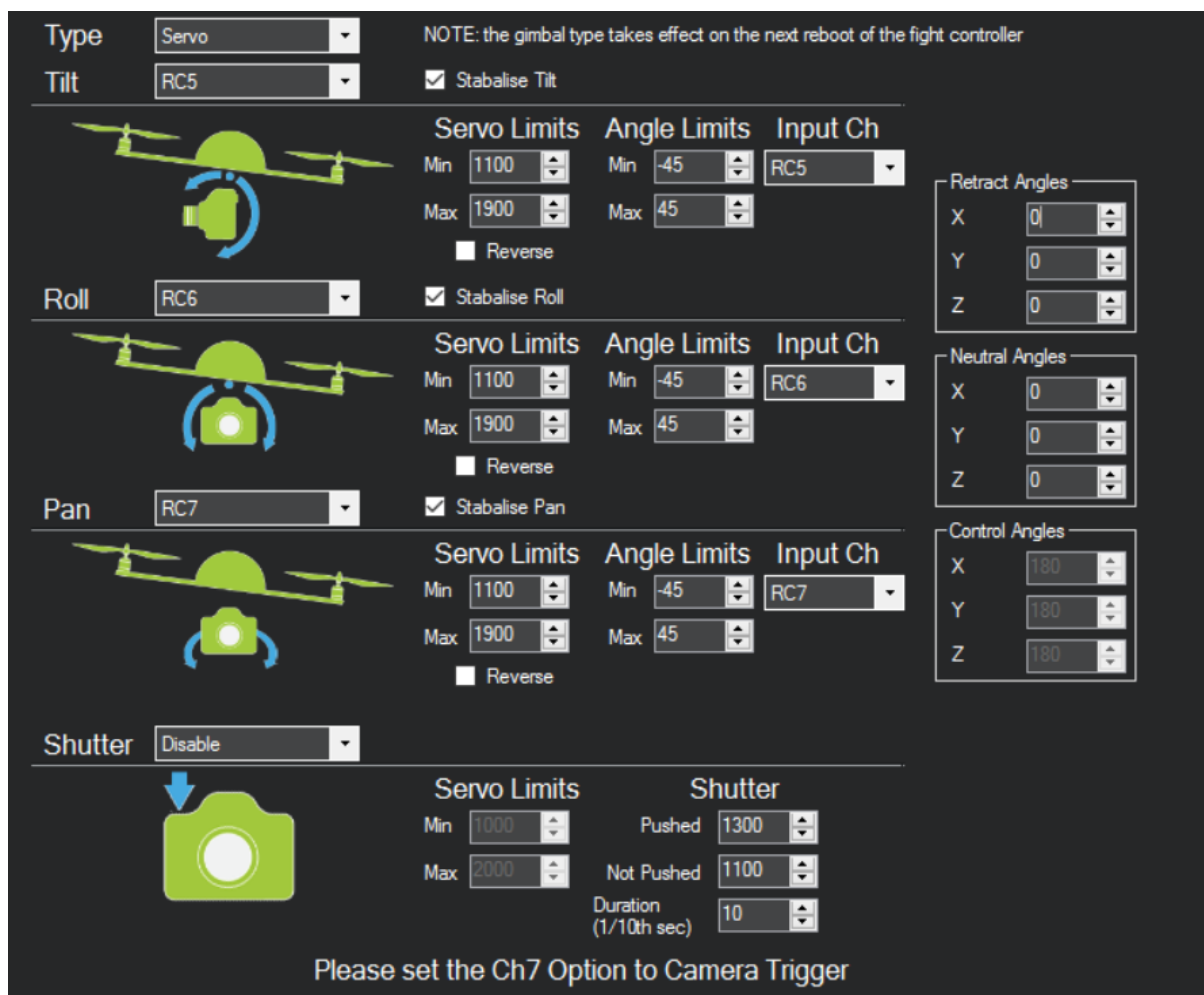 Type Servo NOTE: the gimbal type takes effect on the next reboot of the fight controller
Tilt RC5 Stabalise Tilt
Servo Limits Angle Limits Input Ch
Min 1100 Min -45 RC5
Max 1900 Max 45
Reverse
Retract Angles
X 0
Y 0
Z 0
Roll RC6 Stabalise Roll
Servo Limits Angle Limits Input Ch
Min 1100 Min -45 RC6
Max 1900 Max 45
Reverse
Neutral Angles
X 0
Y 0
Z 0
Pan RC7 Stabalise Pan
Servo Limits Angle Limits Input Ch
Min 1100 Min -45 RC7
Max 1900 Max 45
Reverse
Control Angles
X 180
Y 180
Z 180
Shutter Disable
Servo Limits Shutter
Min 1000 Pushed 1300
Max 2000 Not Pushed 1100
Duration
(1/10th sec) 10
Please set the Ch7 Option to Camera Trigger